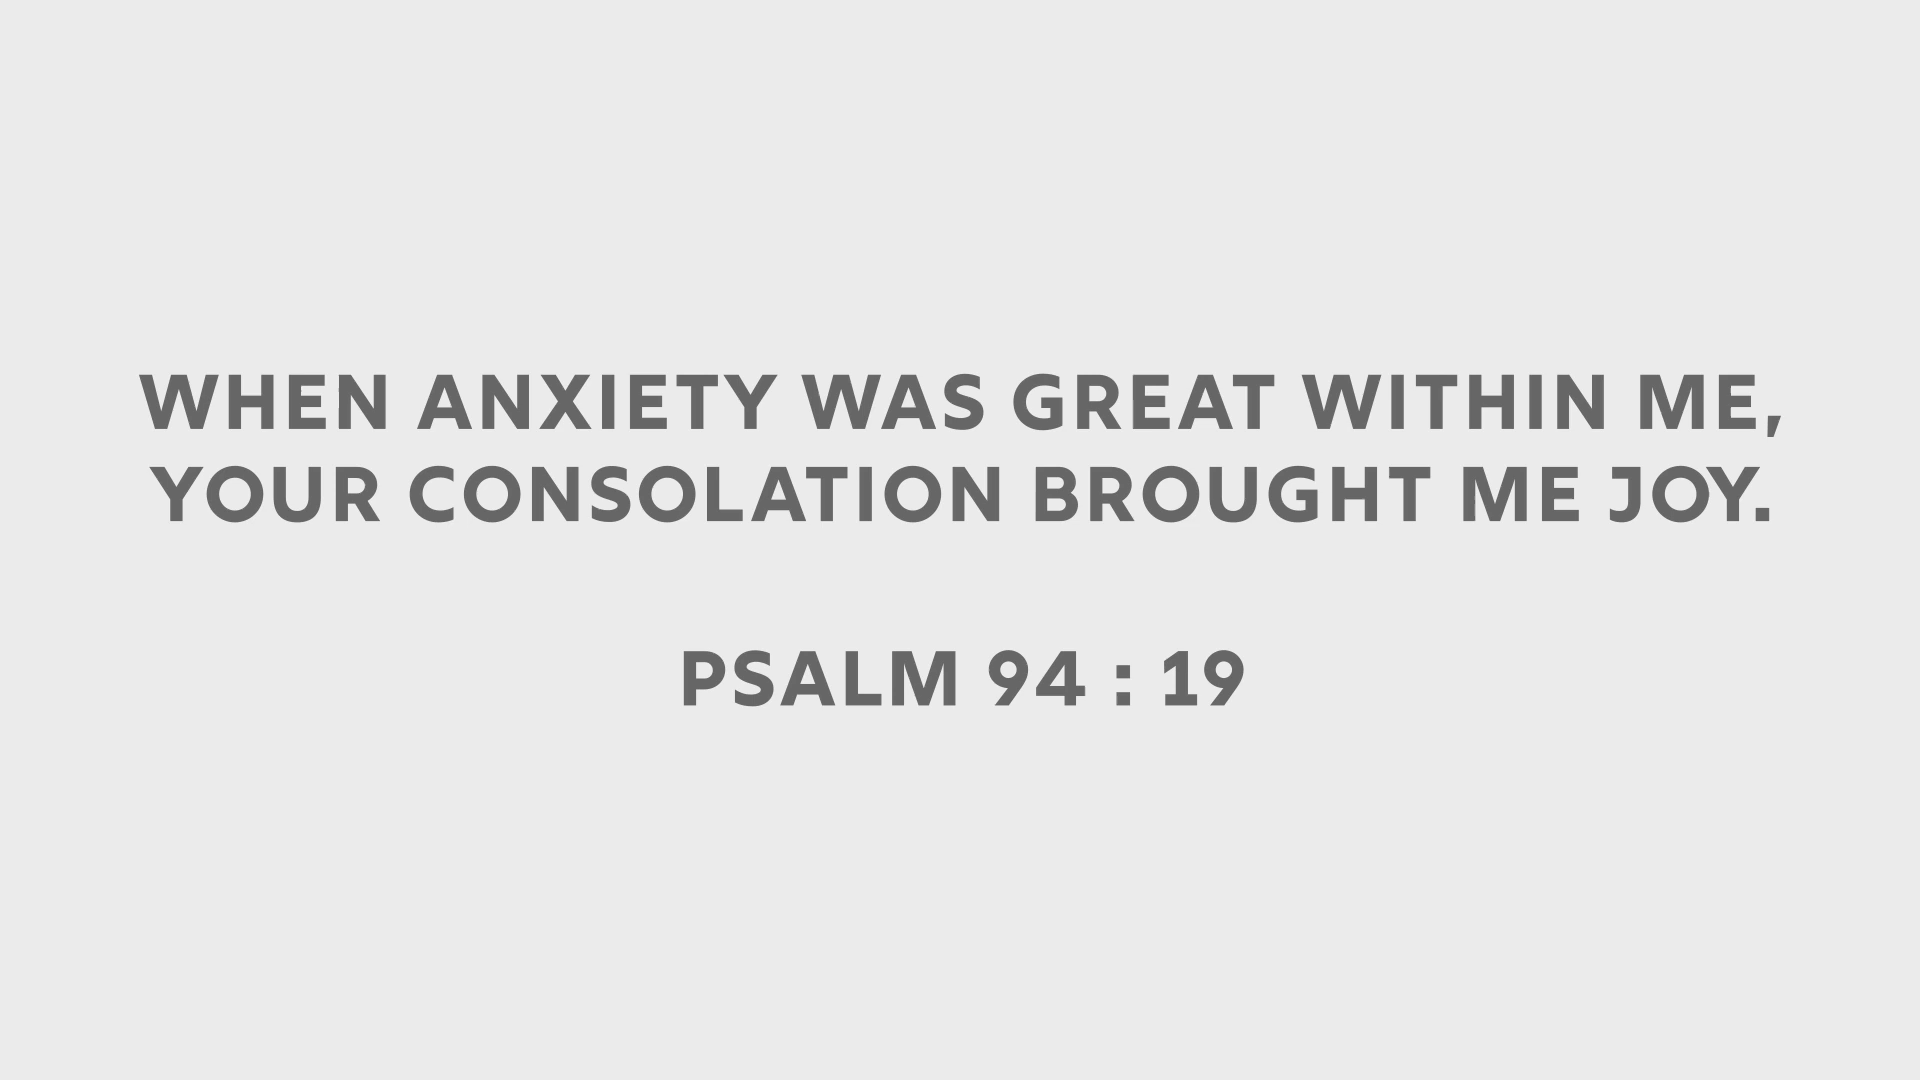 WHEN ANXIETY WAS GREAT WITHIN ME,
YOUR CONSOLATION BROUGHT ME JOY.
PSALM 94 : 19